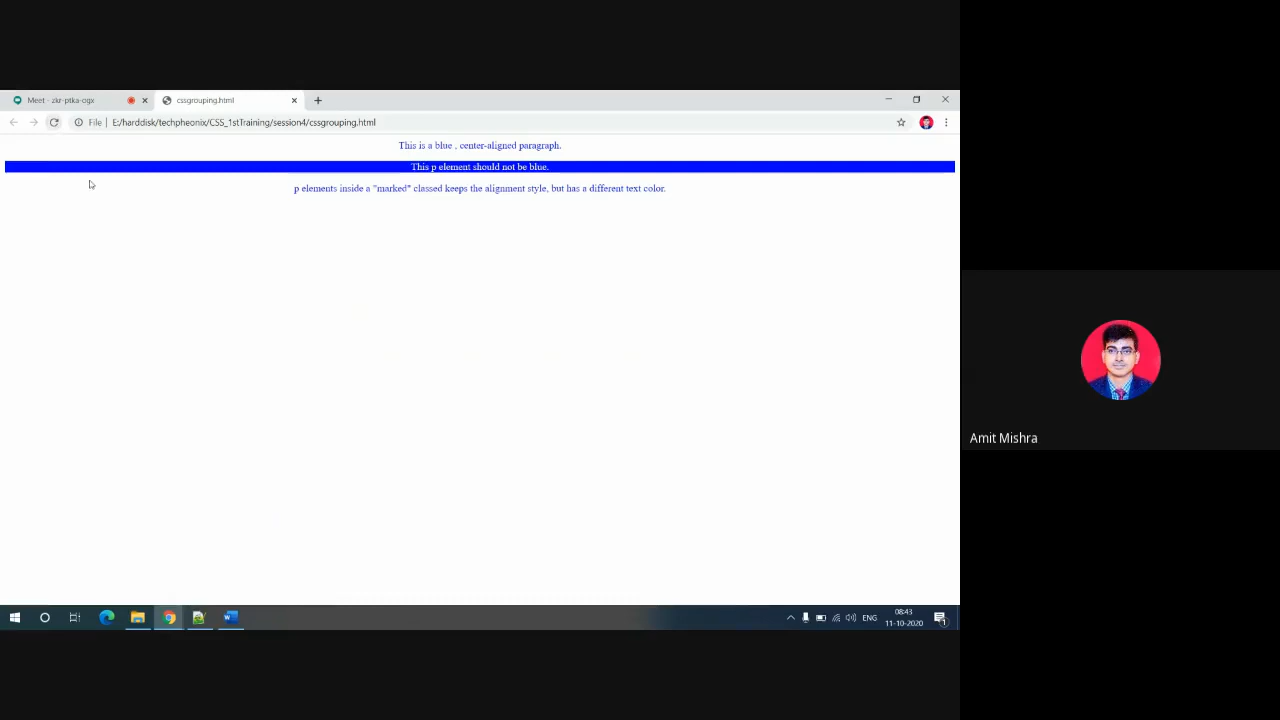 Meet - zkr-ptka-ogx
cssgrouping.html
File | E:/harddisk/techpheonix/CSS_1stTraining/session4/cssgrouping.html
This is a blue , center-aligned paragraph.
This p element should not be blue.
p elements inside a "marked" classed keeps the alignment style, but has a different text color.
Amit Mishra
ENG
08:43
11-10-2020